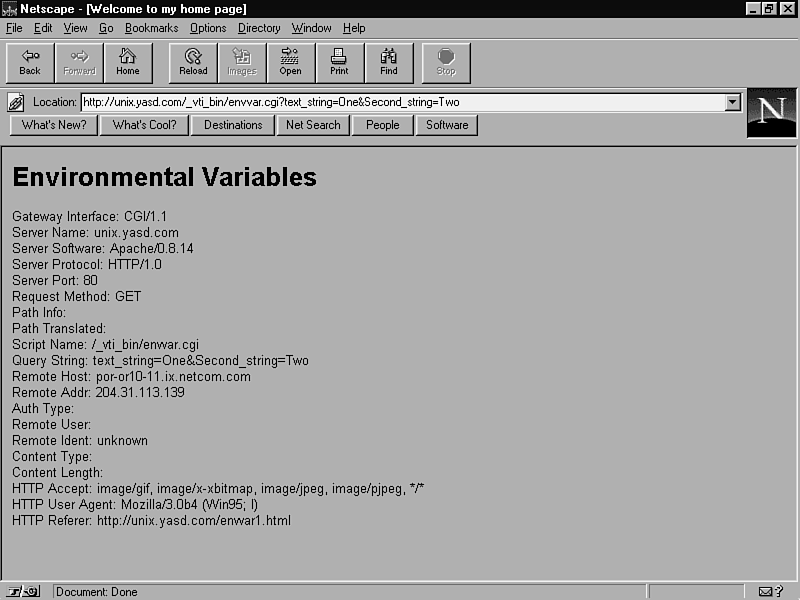 Netscape - [Welcome to my home page]
File Edit View Go Bookmarks Options Directory Window Help
Back Forward Home Reload Images Open Print Find Stop
Location: http://unix.yasd.com/_vti_bin/envvar.cgi?text_string=One&Second_string=Two
N
What's New? What's Cool? Destinations Net Search People Software
Environmental Variables
Gateway Interface: CGI/1.1
Server Name: unix.yasd.com
Server Software: Apache/0.8.14
Server Protocol: HTTP/1.0
Server Port: 80
Request Method: GET
Path Info:
Path Translated:
Script Name: /_vti_bin/envvar.cgi
Query String: text_string=One&Second_string=Two
Remote Host: por-or10-11.ix.netcom.com
Remote Addr: 204.31.113.139
Auth Type:
Remote User:
Remote Ident: unknown
Content Type:
Content Length:
HTTP Accept: image/gif, image/x-xbitmap, image/jpeg, image/pjpeg, */*
HTTP User Agent: Mozilla/3.0b4 (Win95; I)
HTTP Referer: http://unix.yasd.com/envvar1.html
Document: Done ?